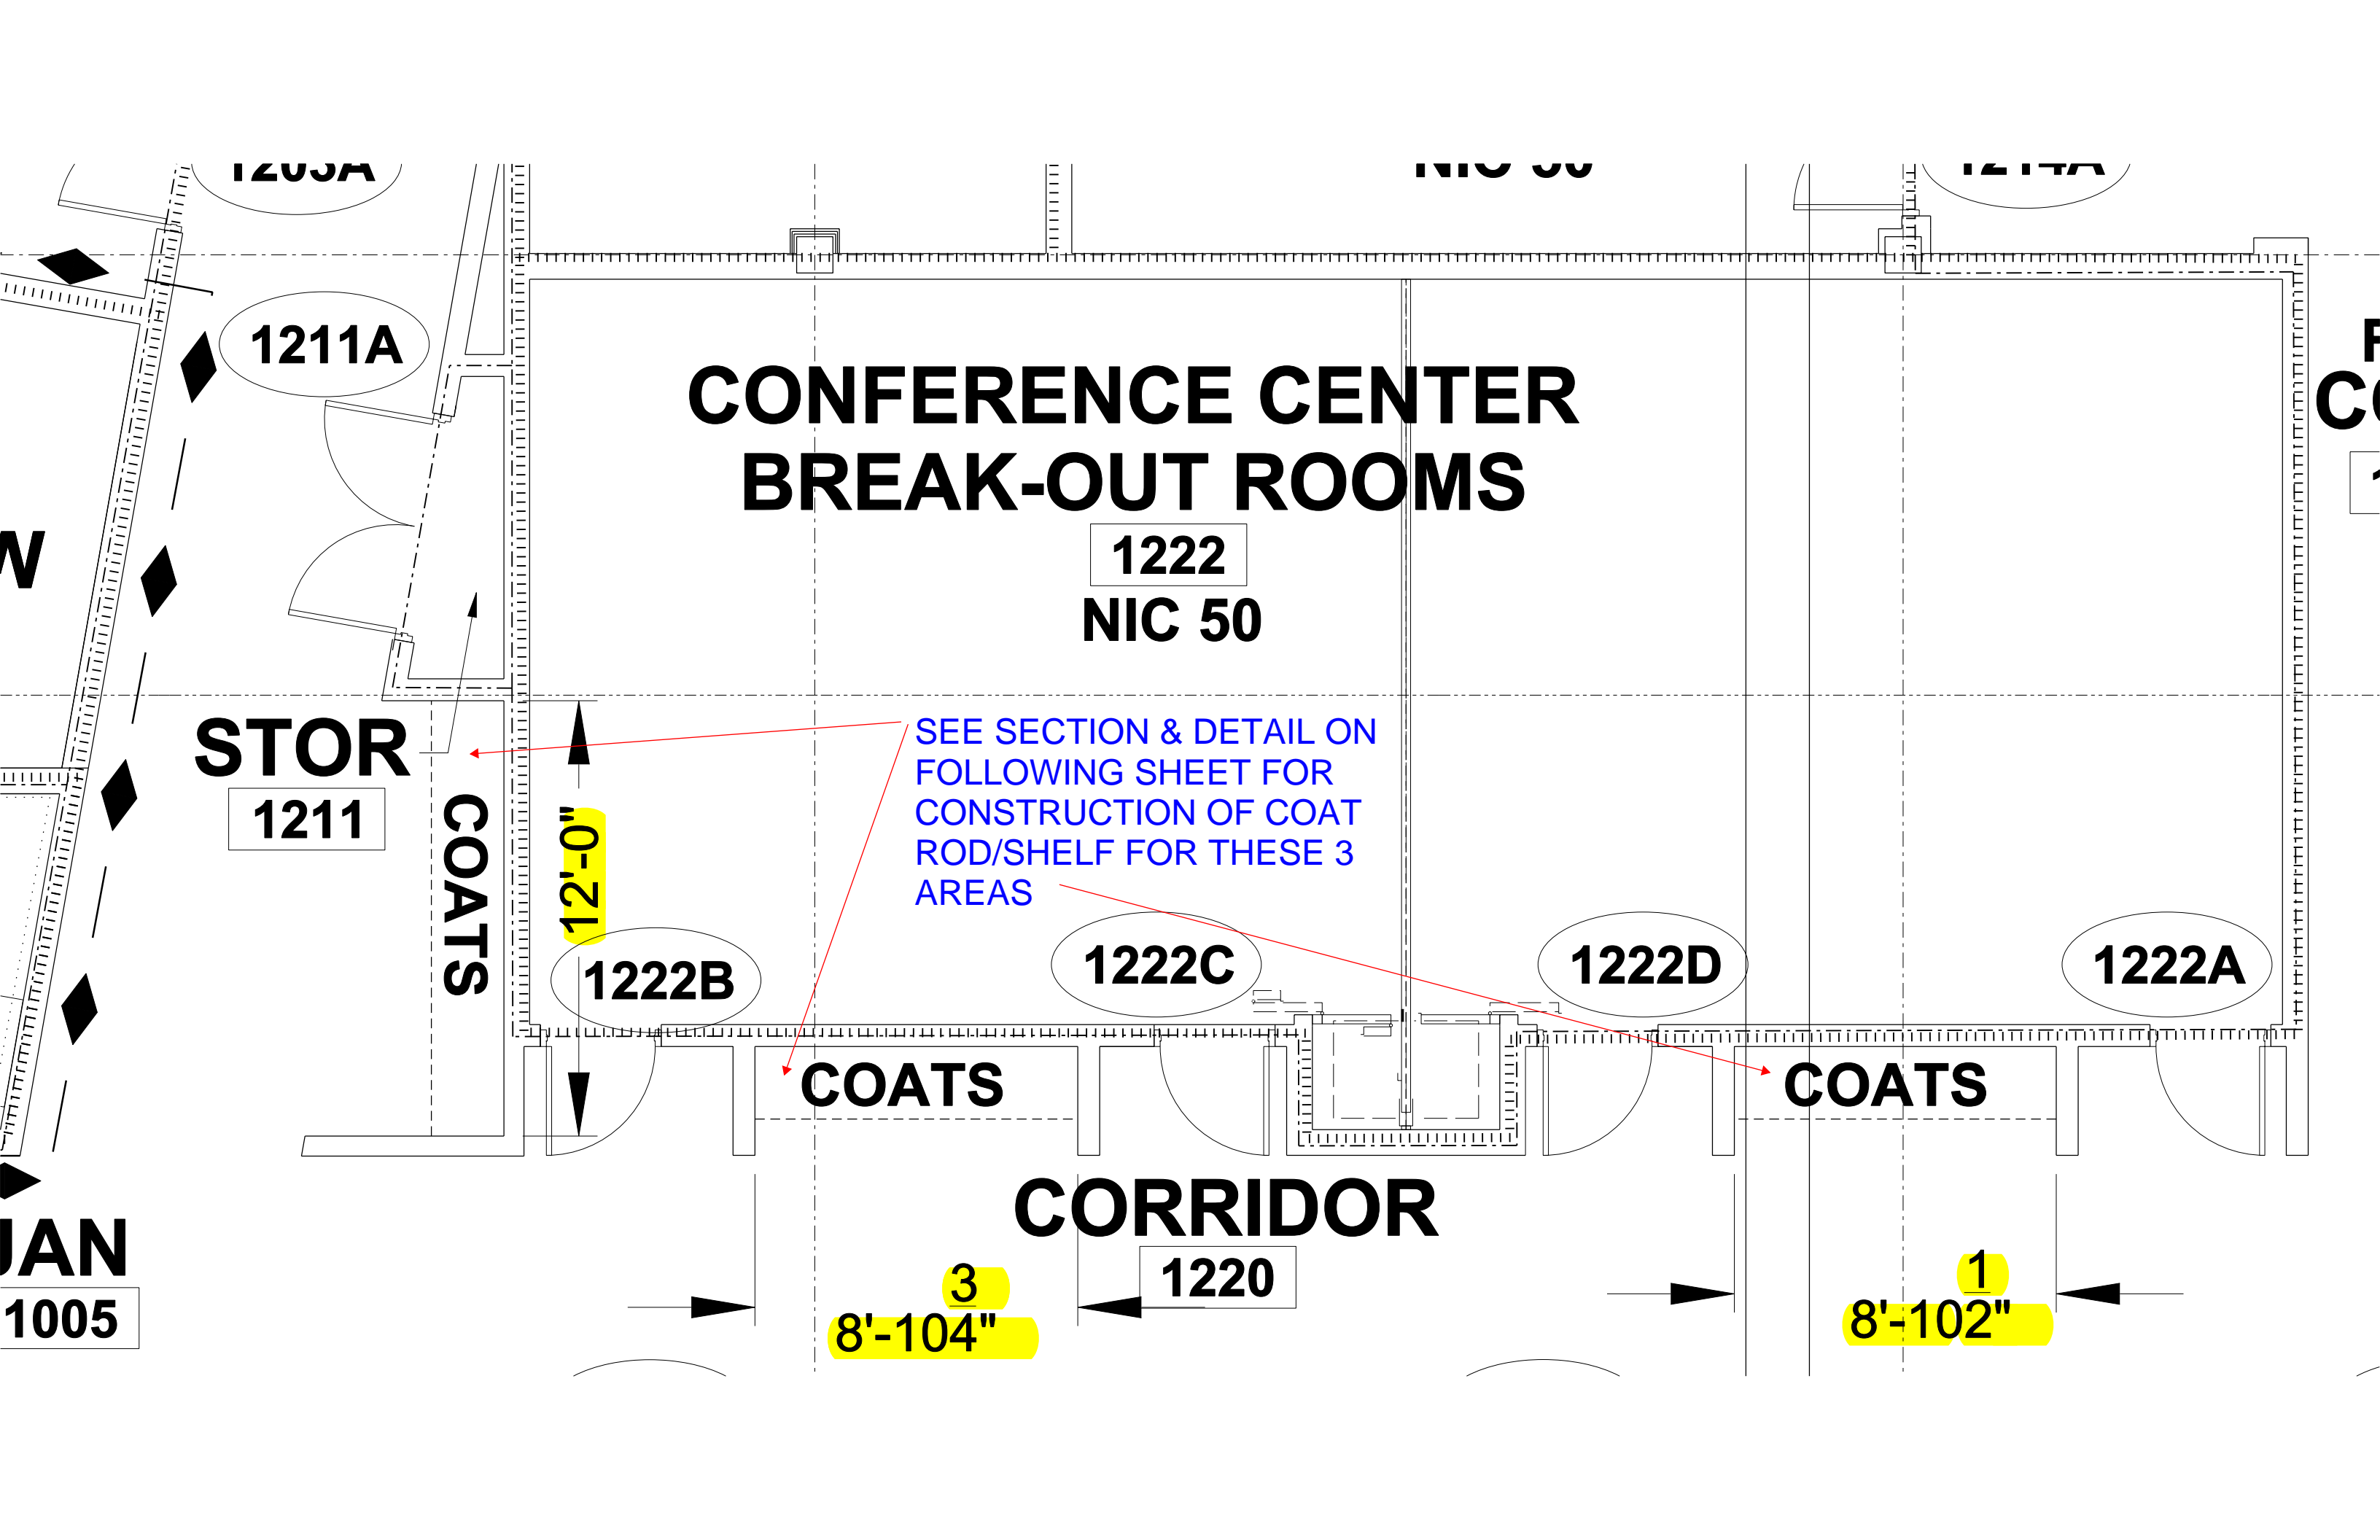 1211A
CONFERENCE CENTER
BREAK-OUT ROOMS
1222
NIC 50
STOR
1211
COATS
12'-0"
SEE SECTION & DETAIL ON
FOLLOWING SHEET FOR
CONSTRUCTION OF COAT
ROD/SHELF FOR THESE 3
AREAS
1222B
1222C
1222D
1222A
COATS
COATS
CORRIDOR
1220
JAN
1005
3
8'-104"
1
8'-102"